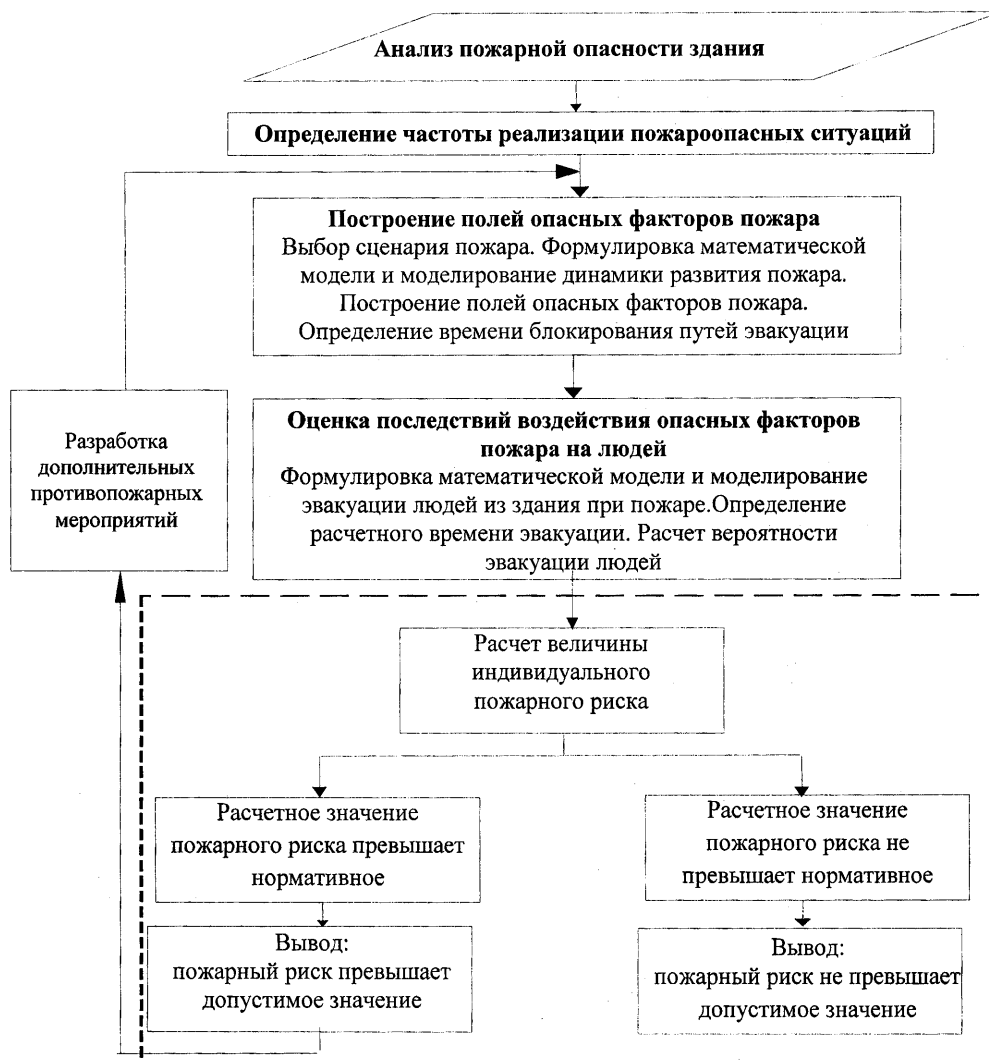 Анализ пожарной опасности здания
Определение частоты реализации пожароопасных ситуаций
Построение полей опасных факторов пожара
Выбор сценария пожара. Формулировка математической
модели и моделирование динамики развития пожара.
Построение полей опасных факторов пожара.
Определение времени блокирования путей эвакуации
Разработка
дополнительных
противопожарных
мероприятий
Оценка последствий воздействия опасных факторов
пожара на людей
Формулировка математической модели и моделирование
эвакуации людей из здания при пожаре.Определение
расчетного времени эвакуации. Расчет вероятности
эвакуации людей
Расчет величины
индивидуального
пожарного риска
Расчетное значение
пожарного риска превышает
нормативное
Расчетное значение
пожарного риска не
превышает нормативное
Вывод:
пожарный риск превышает
допустимое значение
Вывод:
пожарный риск не превышает
допустимое значение